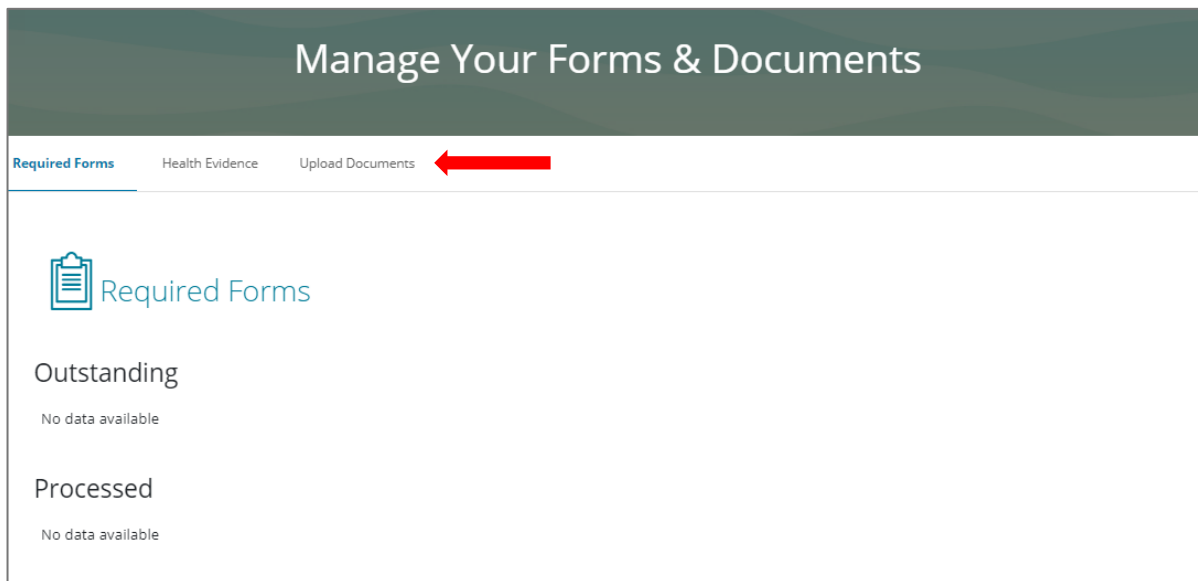 Manage Your Forms & Documents
Required Forms Health Evidence Upload Documents
Required Forms
Outstanding
No data available
Processed
No data available